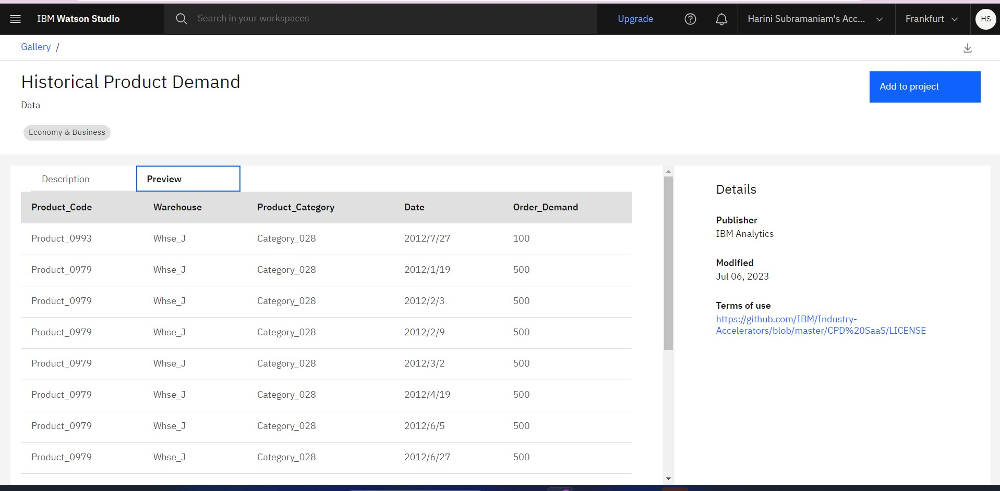 IBM Watson Studio
Search in your workspaces
Upgrade
Harini Subramaniam's Acc...
Frankfurt
HS
Gallery /
Historical Product Demand
Add to project
Data
Economy & Business
Description Preview
Product_Code Warehouse Product_Category Date Order_Demand
Product_0993 Whse_J Category_028 2012/7/27 100
Product_0979 Whse_J Category_028 2012/1/19 500
Product_0979 Whse_J Category_028 2012/2/3 500
Product_0979 Whse_J Category_028 2012/2/9 500
Product_0979 Whse_J Category_028 2012/3/2 500
Product_0979 Whse_J Category_028 2012/4/19 500
Product_0979 Whse_J Category_028 2012/6/5 500
Product_0979 Whse_J Category_028 2012/6/27 500
Details
Publisher
IBM Analytics
Modified
Jul 06, 2023
Terms of use
https://github.com/IBM/Industry-
Accelerators/blob/master/CPD%20SaaS/LICENSE